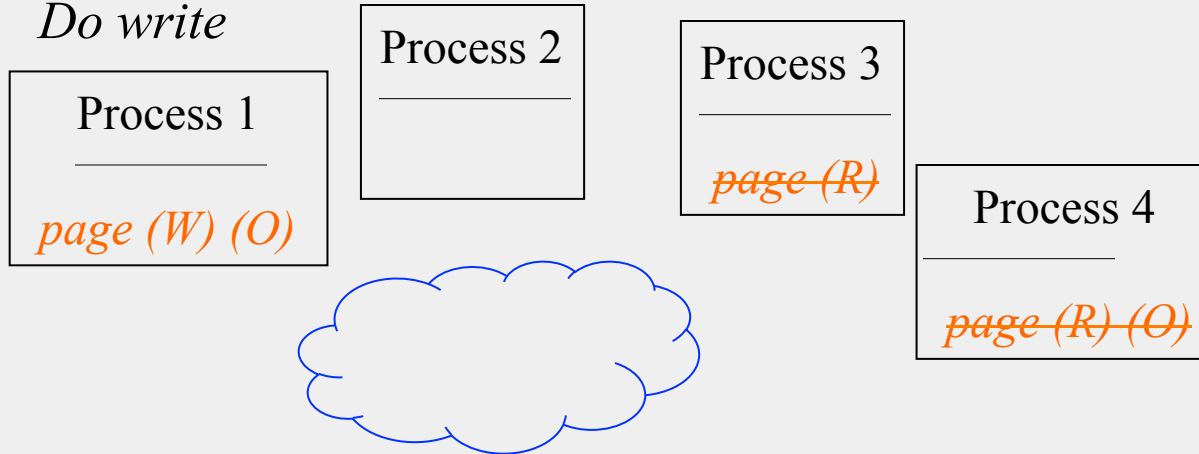 Do write
Process 1
page (W) (O)
Process 2
Process 3
page (R)
Process 4
page (R) (O)